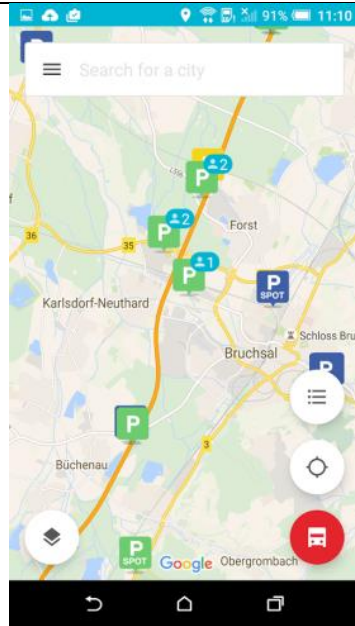 91% 11:10
Search for a city
P 2
P 2
Forst
36
35
P 1
P SPOT
Karlsdorf-Neuthard
Schloss Bru
Bruchsal
P
P
3
Büchenau
P SPOT
Google
Obergrombach